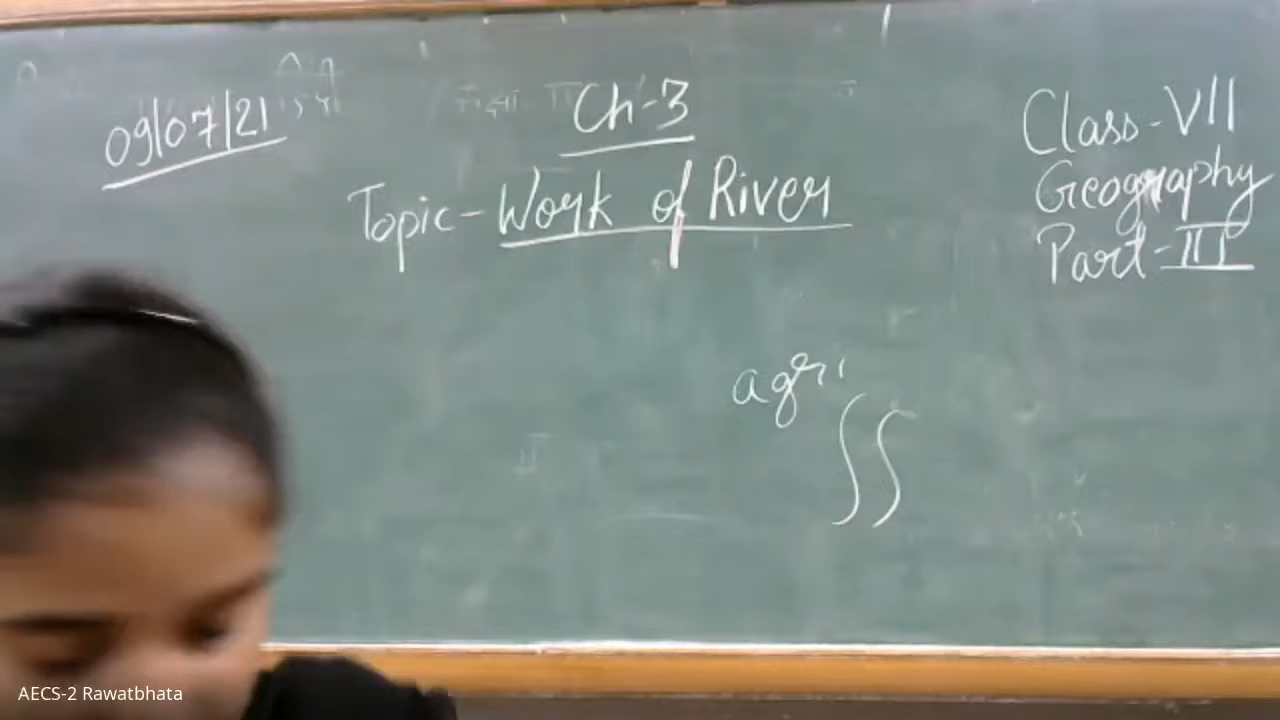 09/07/21
Ch-3
Topic - Work of River
Class - VII
Geography
Part - III
agri
AECS-2 Rawatbhata